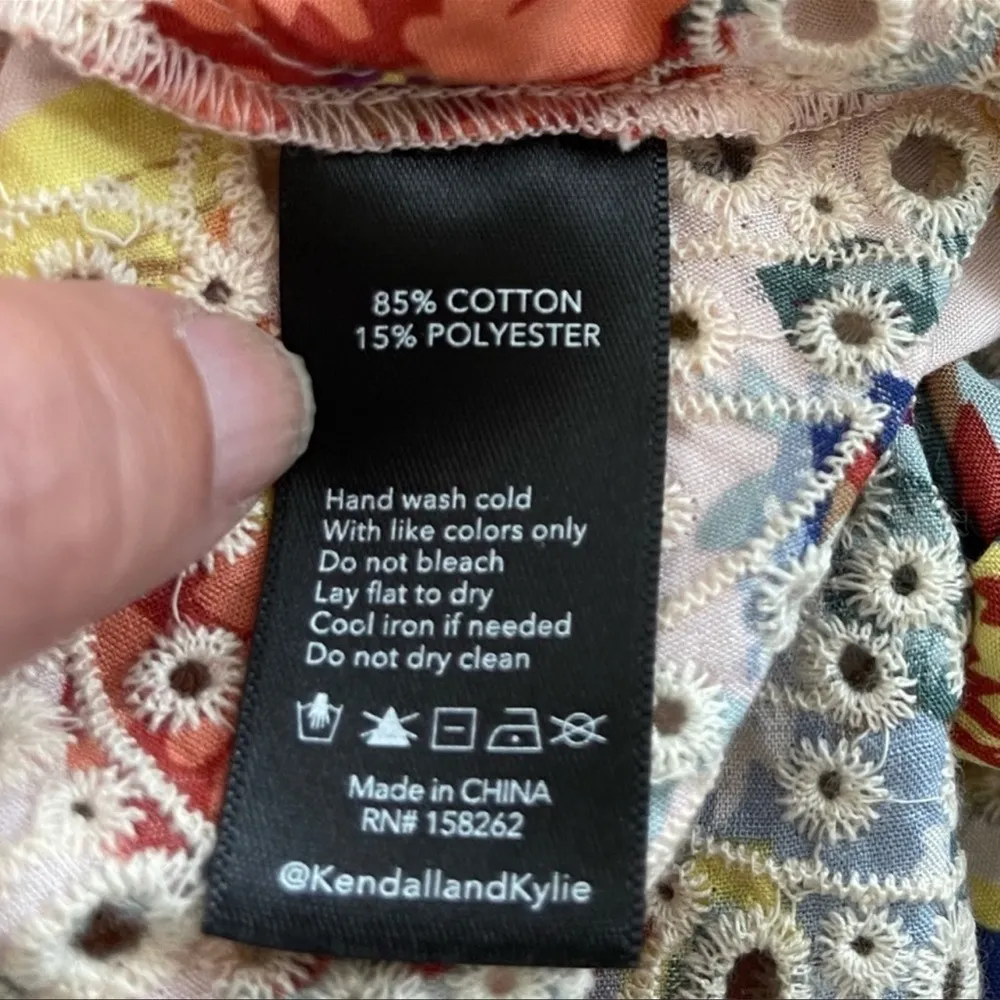 85% COTTON
15% POLYESTER
Hand wash cold
With like colors only
Do not bleach
Lay flat to dry
Cool iron if needed
Do not dry clean
Made in CHINA
RN# 158262
@KendallandKylie